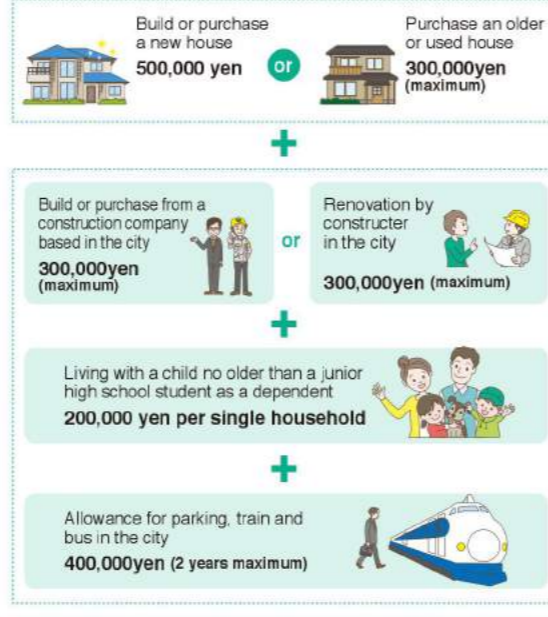 Build or purchase
a new house
500,000 yen
or
Purchase an older
or used house
300,000yen
(maximum)
+
Build or purchase from a
construction company
based in the city
300,000yen
(maximum)
or
Renovation by
constructer
in the city
300,000yen (maximum)
+
Living with a child no older than a junior
high school student as a dependent
200,000 yen per single household
+
Allowance for parking, train and
bus in the city
400,000yen (2 years maximum)